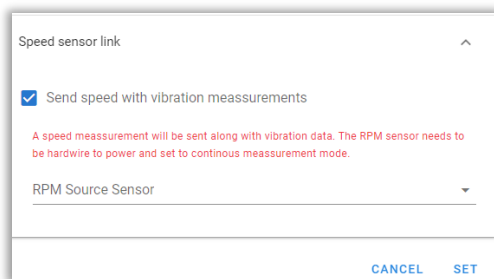 Speed sensor link
Send speed with vibration meassurements
A speed meassurement will be sent along with vibration data. The RPM sensor needs to
be hardwire to power and set to continous meassurement mode.
RPM Source Sensor
CANCEL SET